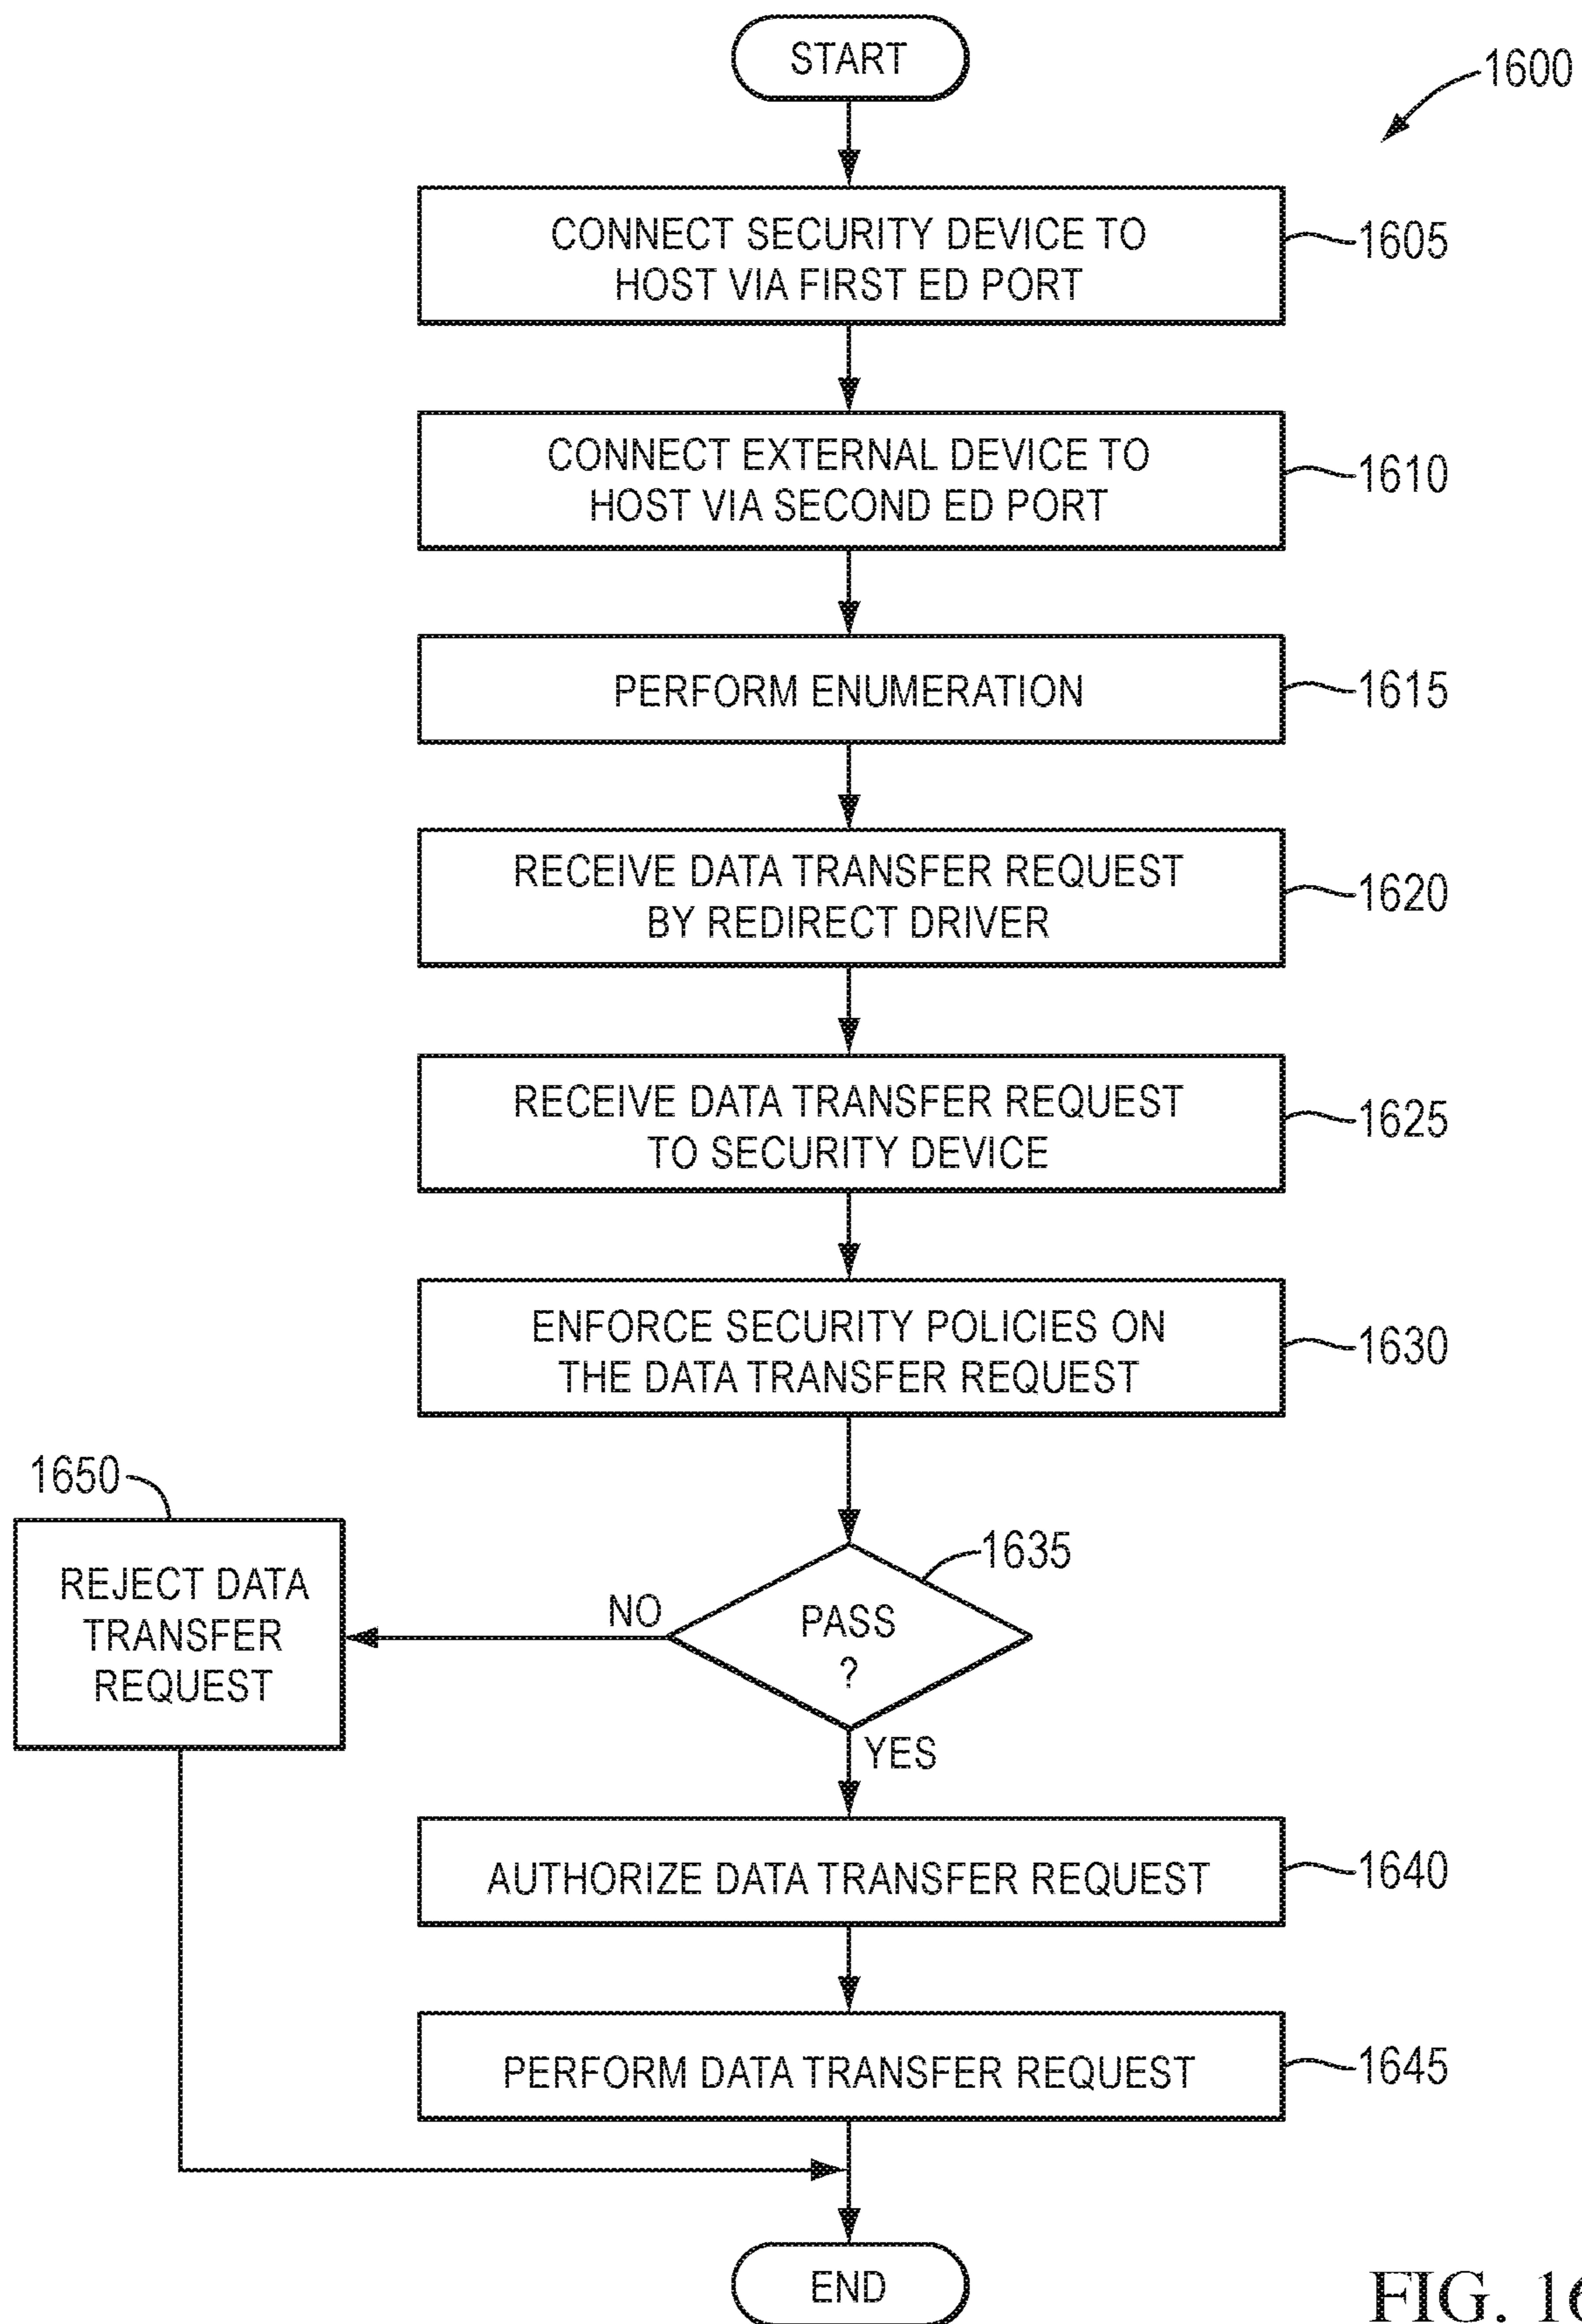 START
1600
CONNECT SECURITY DEVICE TO
HOST VIA FIRST ED PORT
1605
CONNECT EXTERNAL DEVICE TO
HOST VIA SECOND ED PORT
1610
PERFORM ENUMERATION
1615
RECEIVE DATA TRANSFER REQUEST
BY REDIRECT DRIVER
1620
RECEIVE DATA TRANSFER REQUEST
TO SECURITY DEVICE
1625
ENFORCE SECURITY POLICIES ON
THE DATA TRANSFER REQUEST
1630
1650
REJECT DATA
TRANSFER
REQUEST
NO
1635
PASS
?
YES
AUTHORIZE DATA TRANSFER REQUEST
1640
PERFORM DATA TRANSFER REQUEST
1645
END
FIG. 16